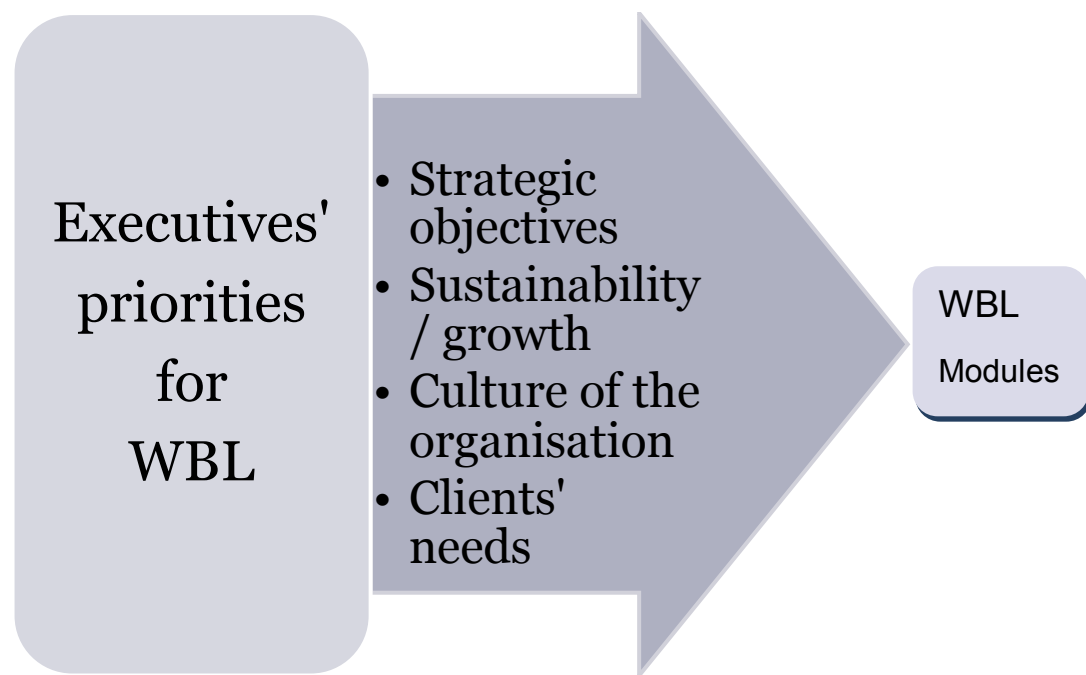 Executives'
priorities
for
WBL
• Strategic
objectives
• Sustainability
/ growth
• Culture of the
organisation
• Clients'
needs
WBL
Modules